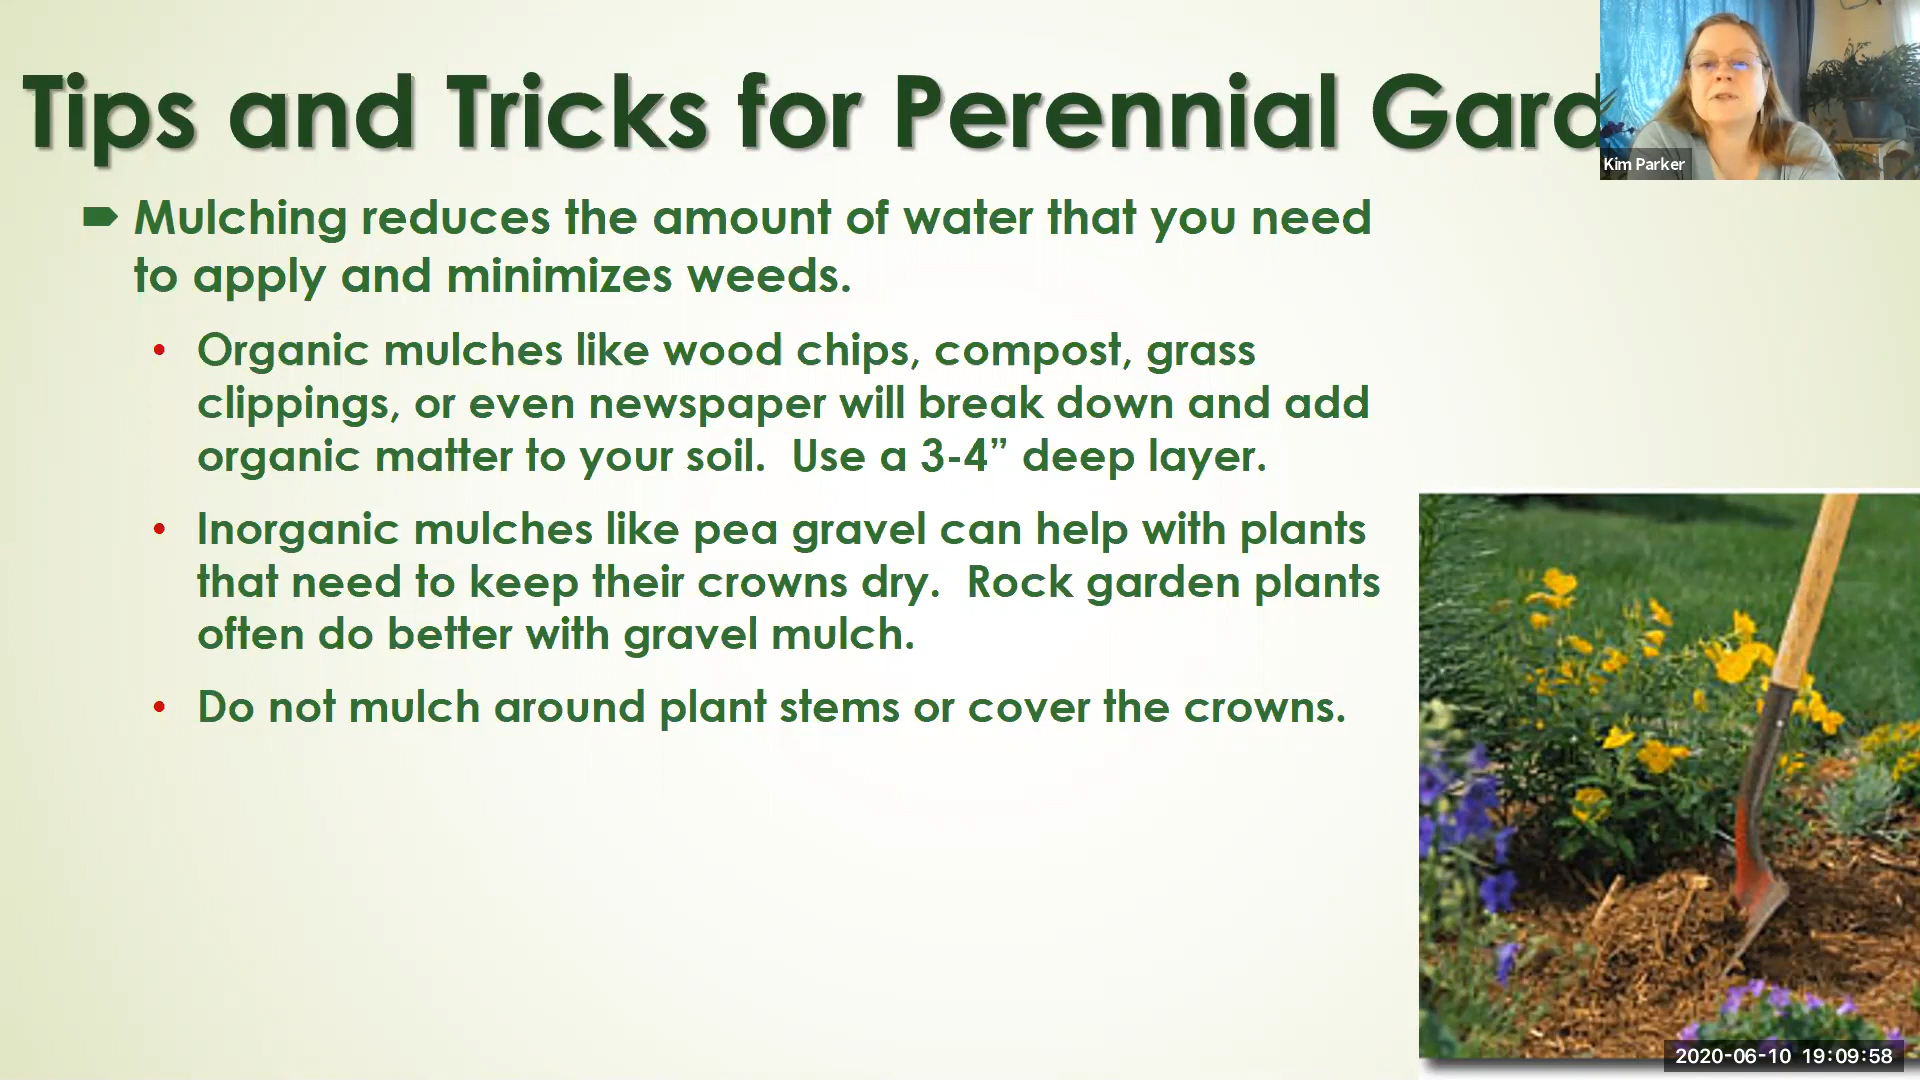 Tips and Tricks for Perennial Gard
Kim Parker
Mulching reduces the amount of water that you need
to apply and minimizes weeds.
• Organic mulches like wood chips, compost, grass
clippings, or even newspaper will break down and add
organic matter to your soil.  Use a 3-4” deep layer.
• Inorganic mulches like pea gravel can help with plants
that need to keep their crowns dry.  Rock garden plants
often do better with gravel mulch.
• Do not mulch around plant stems or cover the crowns.
2020-06-10 19:09:58